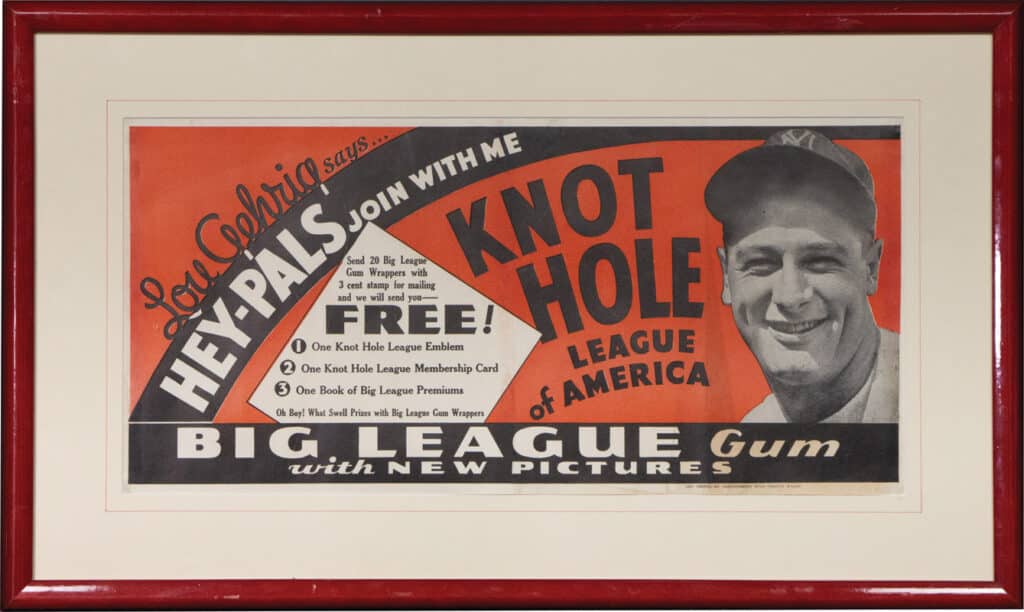 Lou Gehrig says...
HEY-PALS'
JOIN WITH ME
Send 20 Big League
Gum Wrappers with
3 cent stamp for mailing
and we will send you—
FREE!
1 One Knot Hole League Emblem
2 One Knot Hole League Membership Card
3 One Book of Big League Premiums
Oh Boy! What Swell Prizes with Big League Gum Wrappers
KNOT
HOLE
LEAGUE
of AMERICA
NY
BIG LEAGUE Gum
with NEW PICTURES